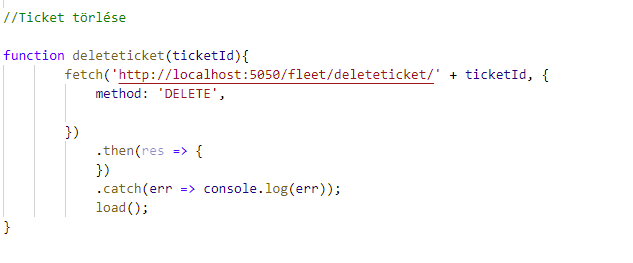 //Ticket törlése
function deleteticket(ticketId){
fetch('http://localhost:5050/fleet/deleteticket/' + ticketId, {
method: 'DELETE',
})
.then(res => {
})
.catch(err => console.log(err));
load();
}